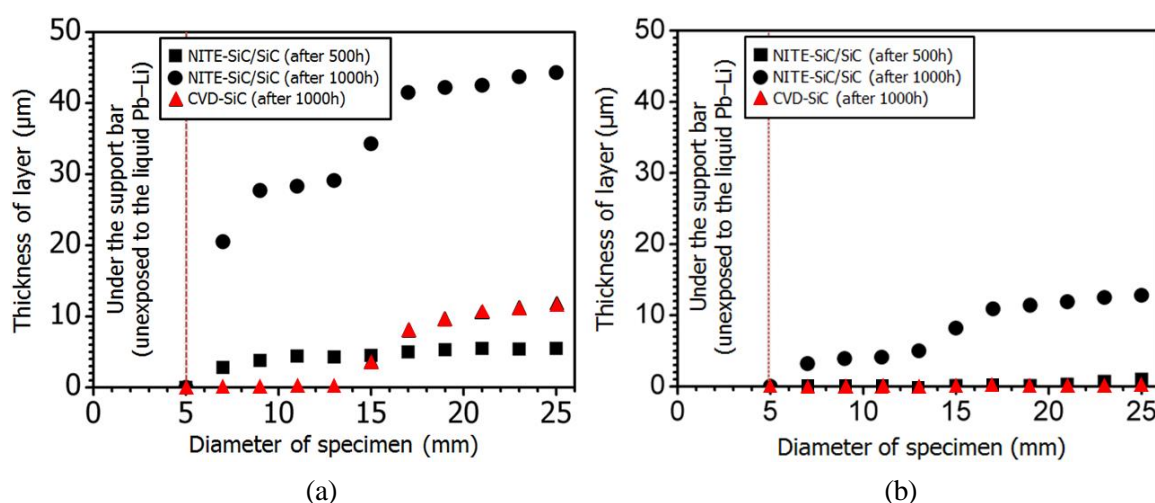 50
40
30
20
10
0
Thickness of layer (μm)
Under the support bar
(unexposed to the liquid Pb–Li)
NITE-SiC/SiC (after 500h)
NITE-SiC/SiC (after 1000h)
CVD-SiC (after 1000h)
0 5 10 15 20 25
Diameter of specimen (mm)
(a)
50
40
30
20
10
0
Thickness of layer (μm)
Under the support bar
(unexposed to the liquid Pb–Li)
NITE-SiC/SiC (after 500h)
NITE-SiC/SiC (after 1000h)
CVD-SiC (after 1000h)
0 5 10 15 20 25
Diameter of specimen (mm)
(b)